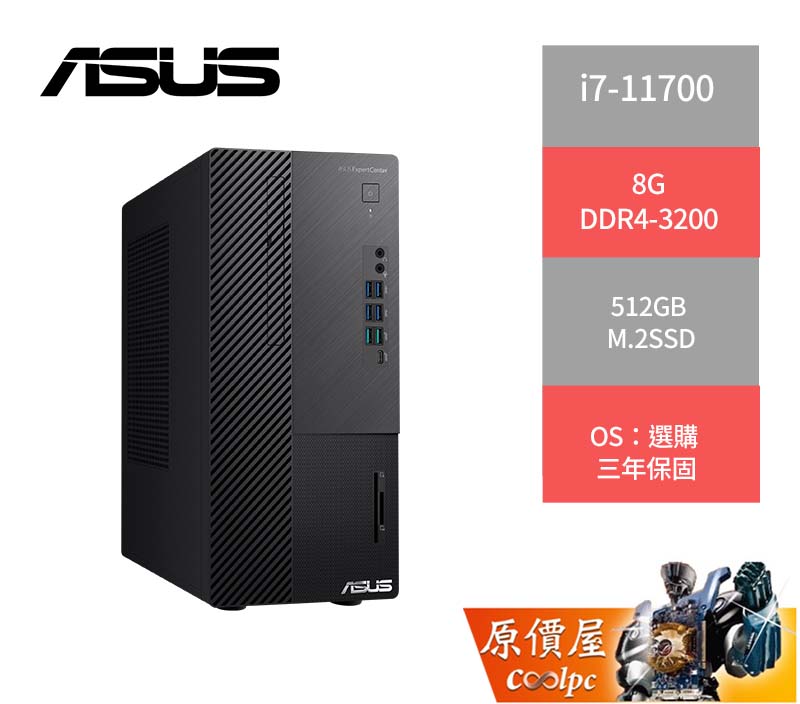 ASUS
i7-11700
8G
DDR4-3200
512GB
M.2SSD
OS：選購
三年保固
ASUS ExpertCenter
ASUS
原價屋
coolpc